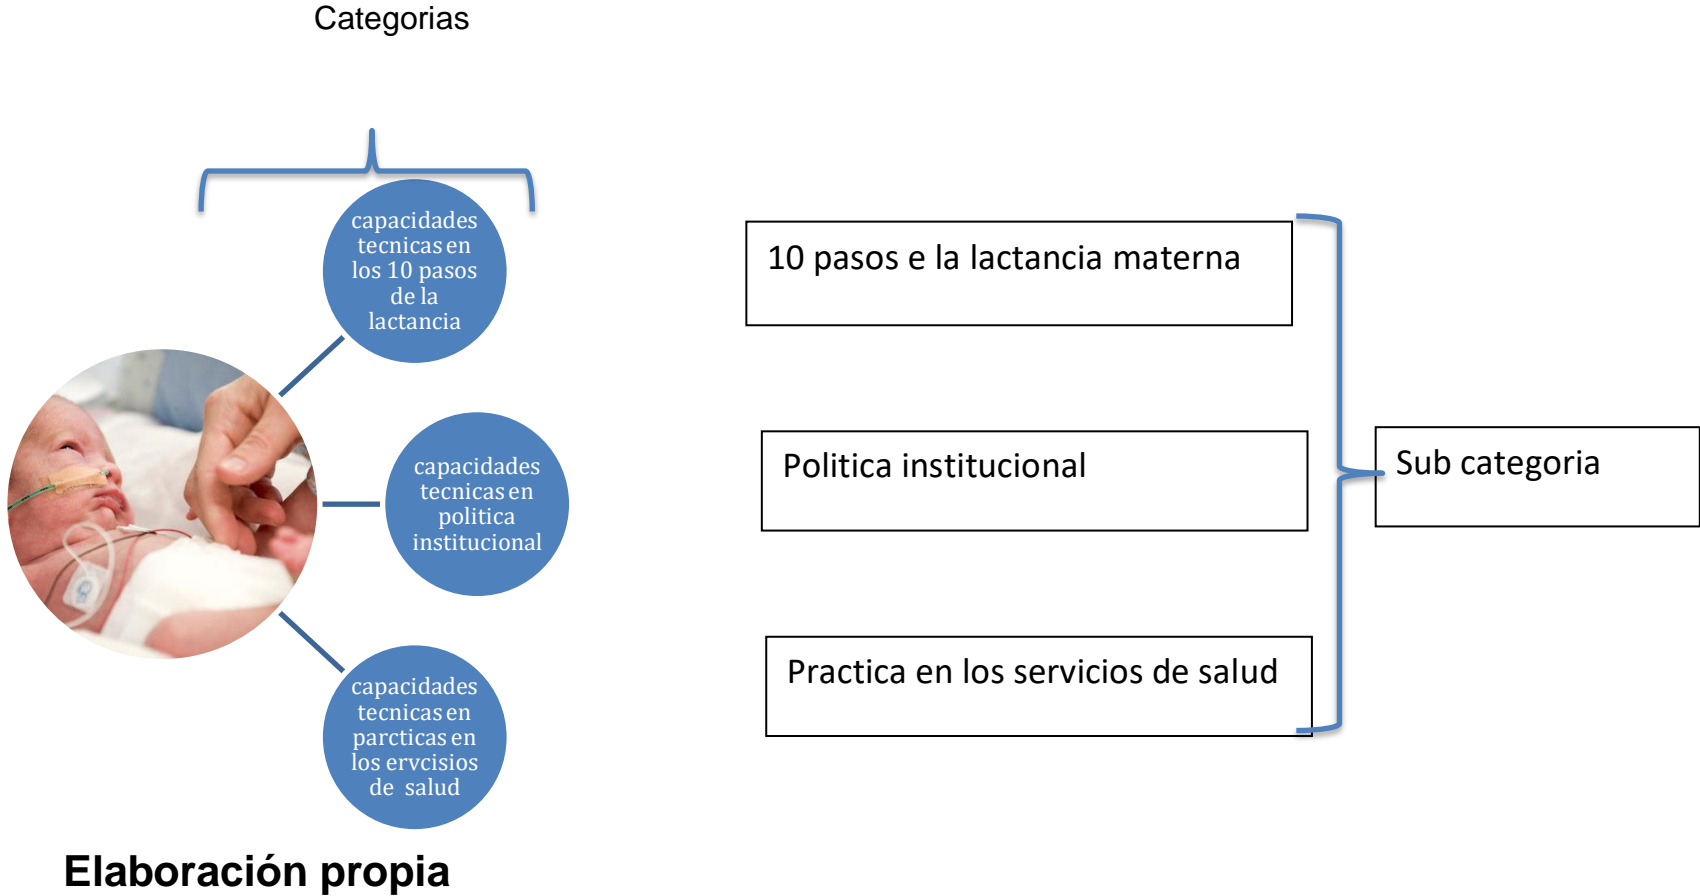 Categorias
capacidades
tecnicas en
los 10 pasos
de la
lactancia
capacidades
tecnicas en
politica
institucional
capacidades
tecnicas en
parcticas en
los ervcisios
de salud
10 pasos e la lactancia materna
Politica institucional
Practica en los servicios de salud
Sub categoria
Elaboración propia